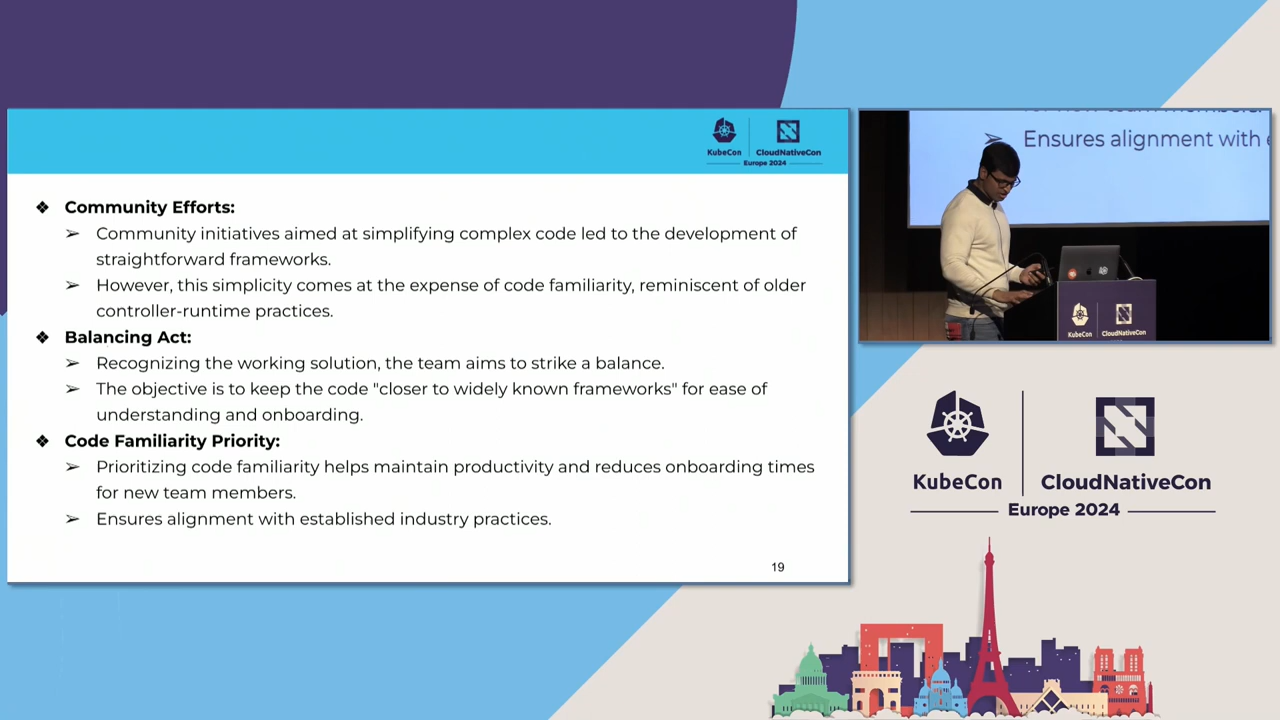 KubeCon
CloudNativeCon
Europe 2024
❖ Community Efforts:
➢ Community initiatives aimed at simplifying complex code led to the development of
straightforward frameworks.
➢ However, this simplicity comes at the expense of code familiarity, reminiscent of older
controller-runtime practices.
❖ Balancing Act:
➢ Recognizing the working solution, the team aims to strike a balance.
➢ The objective is to keep the code "closer to widely known frameworks" for ease of
understanding and onboarding.
❖ Code Familiarity Priority:
➢ Prioritizing code familiarity helps maintain productivity and reduces onboarding times
for new team members.
➢ Ensures alignment with established industry practices.
19
➢ Ensures alignment with
KubeCon
CloudNativeCon
KubeCon
CloudNativeCon
Europe 2024